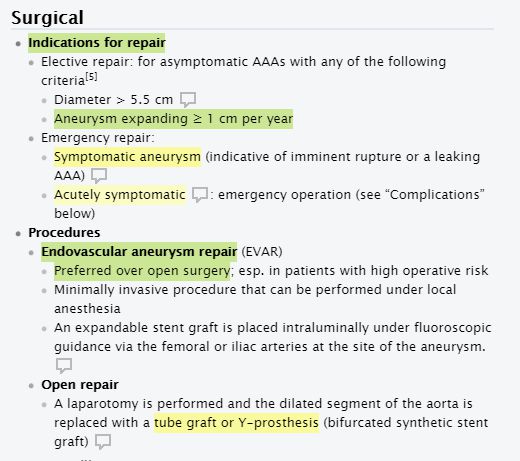 Surgical
Indications for repair
Elective repair: for asymptomatic AAAs with any of the following
criteria[5]
Diameter > 5.5 cm
Aneurysm expanding ≥ 1 cm per year
Emergency repair:
Symptomatic aneurysm (indicative of imminent rupture or a leaking
AAA)
Acutely symptomatic : emergency operation (see “Complications”
below)
Procedures
Endovascular aneurysm repair (EVAR)
Preferred over open surgery; esp. in patients with high operative risk
Minimally invasive procedure that can be performed under local
anesthesia
An expandable stent graft is placed intraluminally under fluoroscopic
guidance via the femoral or iliac arteries at the site of the aneurysm.
Open repair
A laparotomy is performed and the dilated segment of the aorta is
replaced with a tube graft or Y-prosthesis (bifurcated synthetic stent
graft)